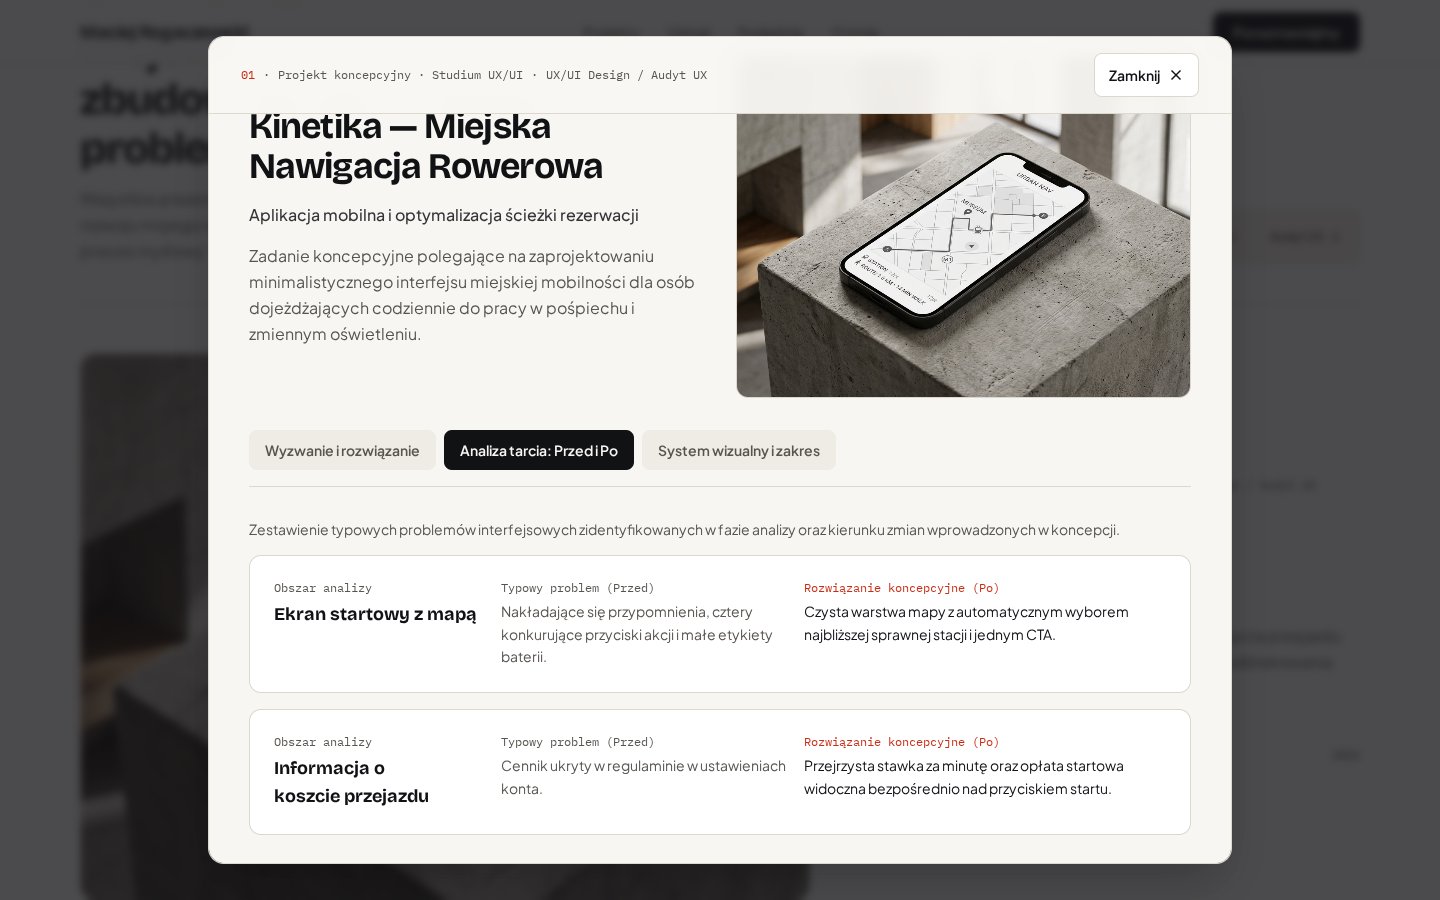 01 · Projekt koncepcyjny · Studium UX/UI · UX/UI Design / Audyt UX
Zamknij ✕
Kinetika — Miejska
Nawigacja Rowerowa
Aplikacja mobilna i optymalizacja ścieżki rezerwacji
Zadanie koncepcyjne polegające na zaprojektowaniu
minimalistycznego interfejsu miejskiej mobilności dla osób
dojeżdżających codziennie do pracy w pośpiechu i
zmiennym oświetleniu.
URBAN NAV
MUSEUM
Wyzwanie i rozwiązanie
Analiza tarcia: Przed i Po
System wizualny i zakres
Zestawienie typowych problemów interfejsowych zidentyfikowanych w fazie analizy oraz kierunku zmian wprowadzonych w koncepcji.
Obszar analizy
Ekran startowy z mapą
Typowy problem (Przed)
Nakładające się przypomnienia, cztery
konkurujące przyciski akcji i małe etykiety
baterii.
Rozwiązanie koncepcyjne (Po)
Czysta warstwa mapy z automatycznym wyborem
najbliższej sprawnej stacji i jednym CTA.
Obszar analizy
Informacja o
koszcie przejazdu
Typowy problem (Przed)
Cennik ukryty w regulaminie w ustawieniach
konta.
Rozwiązanie koncepcyjne (Po)
Przejrzysta stawka za minutę oraz opłata startowa
widoczna bezpośrednio nad przyciskiem startu.